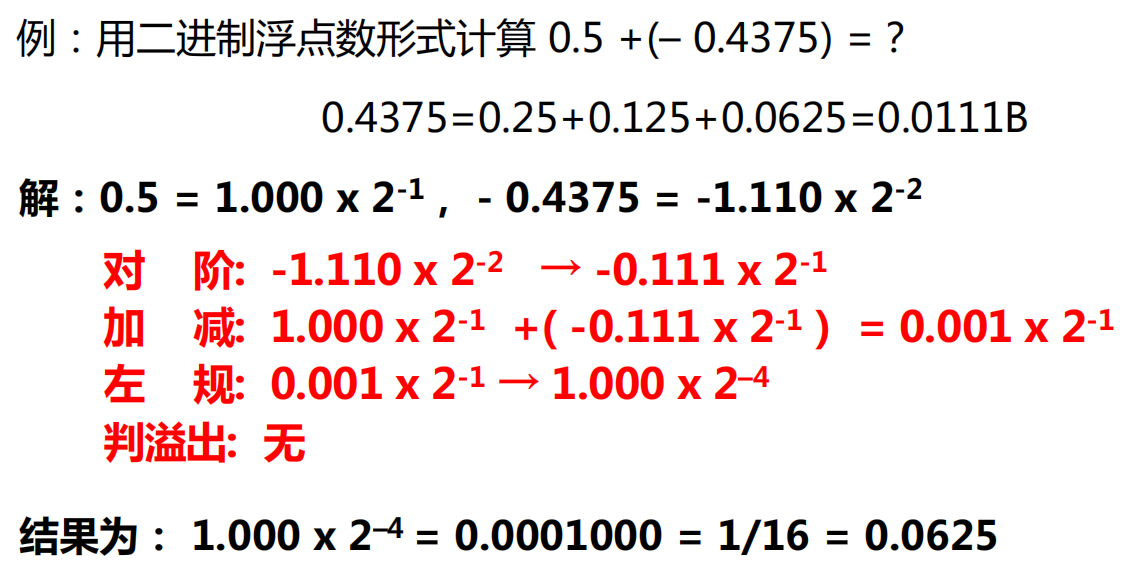 例：用二进制浮点数形式计算 0.5 +(– 0.4375) = ?
0.4375=0.25+0.125+0.0625=0.0111B
解：0.5 = 1.000 x 2⁻¹ ， - 0.4375 = -1.110 x 2⁻²
对 阶: -1.110 x 2⁻² → -0.111 x 2⁻¹
加 减: 1.000 x 2⁻¹ +( -0.111 x 2⁻¹ ) = 0.001 x 2⁻¹
左 规: 0.001 x 2⁻¹ → 1.000 x 2⁻⁴
判溢出: 无
结果为： 1.000 x 2⁻⁴ = 0.0001000 = 1/16 = 0.0625